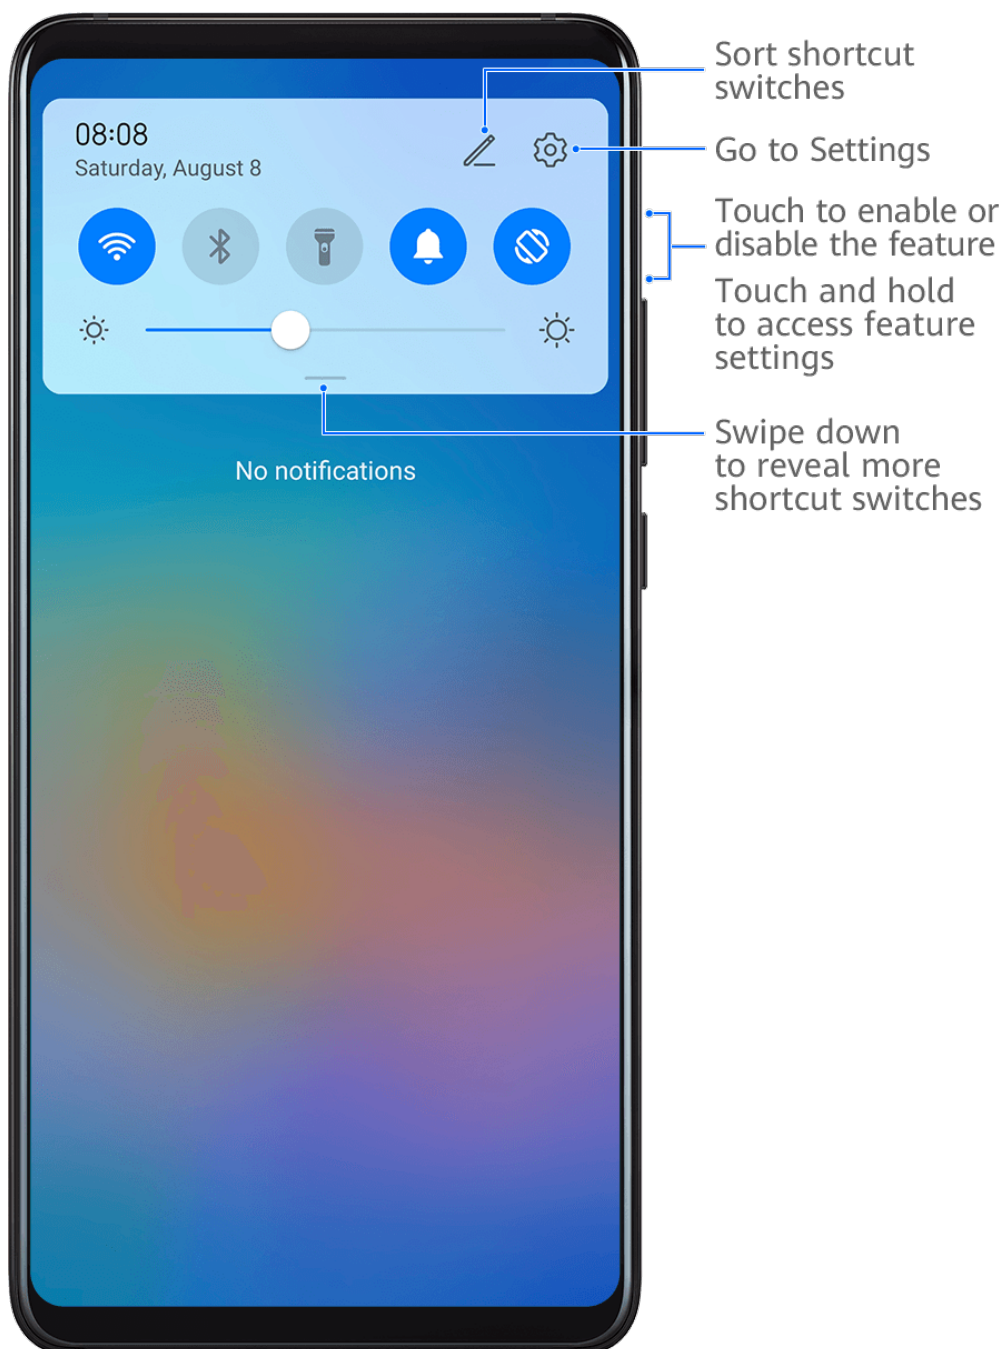 Sort shortcut
switches
08:08
Saturday, August 8
Go to Settings
Touch to enable or
disable the feature
Touch and hold
to access feature
settings
Swipe down
to reveal more
shortcut switches
No notifications